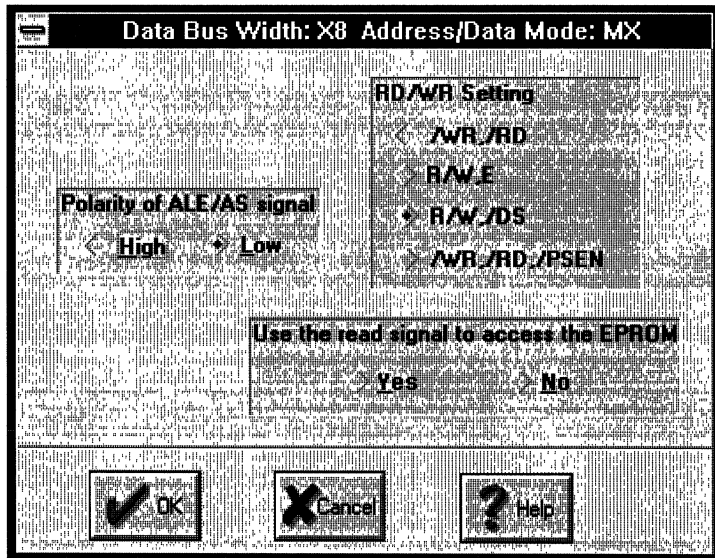 Data Bus Width: X8 Address/Data Mode: MX
RD/WR Setting
/WR,/RD
R/W,E
R/W,/DS
/WR,/RD,/PSEN
Polarity of ALE/AS signal
High Low
Use the read signal to access the EPROM
Yes No
OK Cancel Help